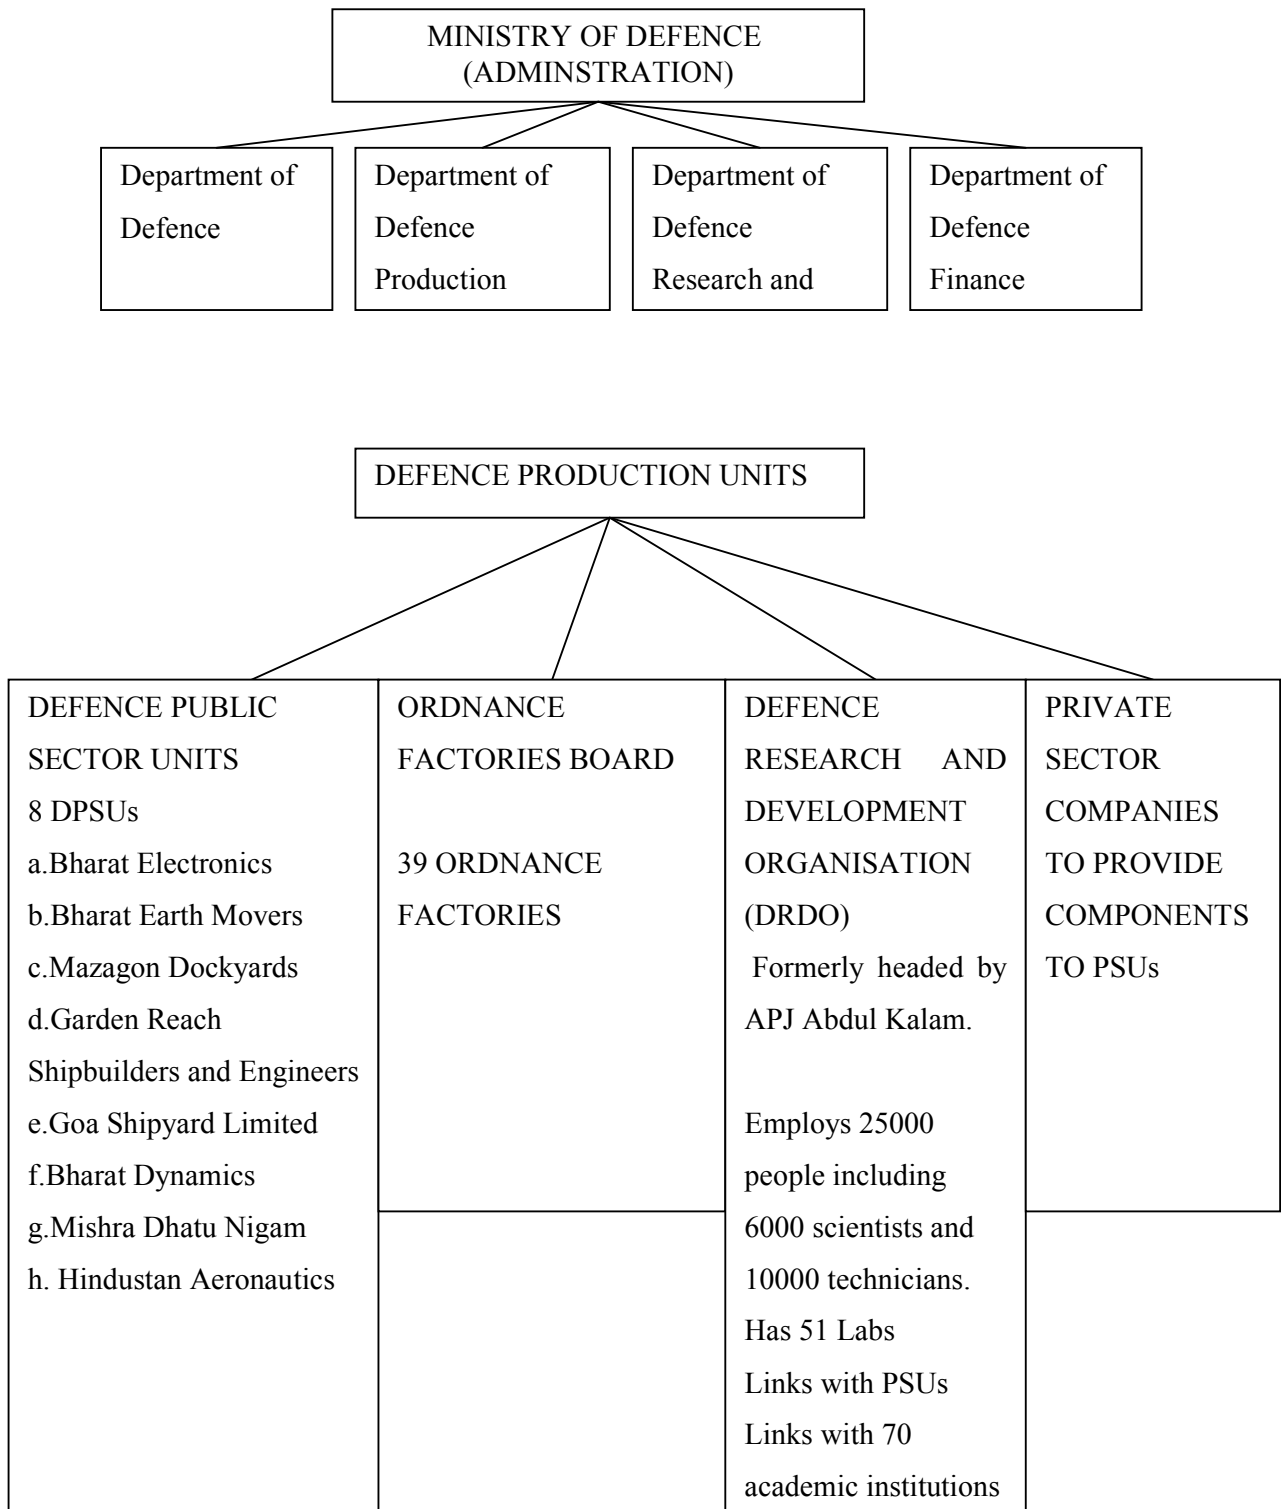 MINISTRY OF DEFENCE
(ADMINSTRATION)
Department of
Defence
Department of
Defence
Production
Department of
Defence
Research and
Department of
Defence
Finance
DEFENCE PRODUCTION UNITS
DEFENCE PUBLIC
SECTOR UNITS
8 DPSUs
a.Bharat Electronics
b.Bharat Earth Movers
c.Mazagon Dockyards
d.Garden Reach
Shipbuilders and Engineers
e.Goa Shipyard Limited
f.Bharat Dynamics
g.Mishra Dhatu Nigam
h. Hindustan Aeronautics
ORDNANCE
FACTORIES BOARD
39 ORDNANCE
FACTORIES
DEFENCE
RESEARCH AND
DEVELOPMENT
ORGANISATION
(DRDO)
Formerly headed by
APJ Abdul Kalam.
Employs 25000
people including
6000 scientists and
10000 technicians.
Has 51 Labs
Links with PSUs
Links with 70
academic institutions
PRIVATE
SECTOR
COMPANIES
TO PROVIDE
COMPONENTS
TO PSUs